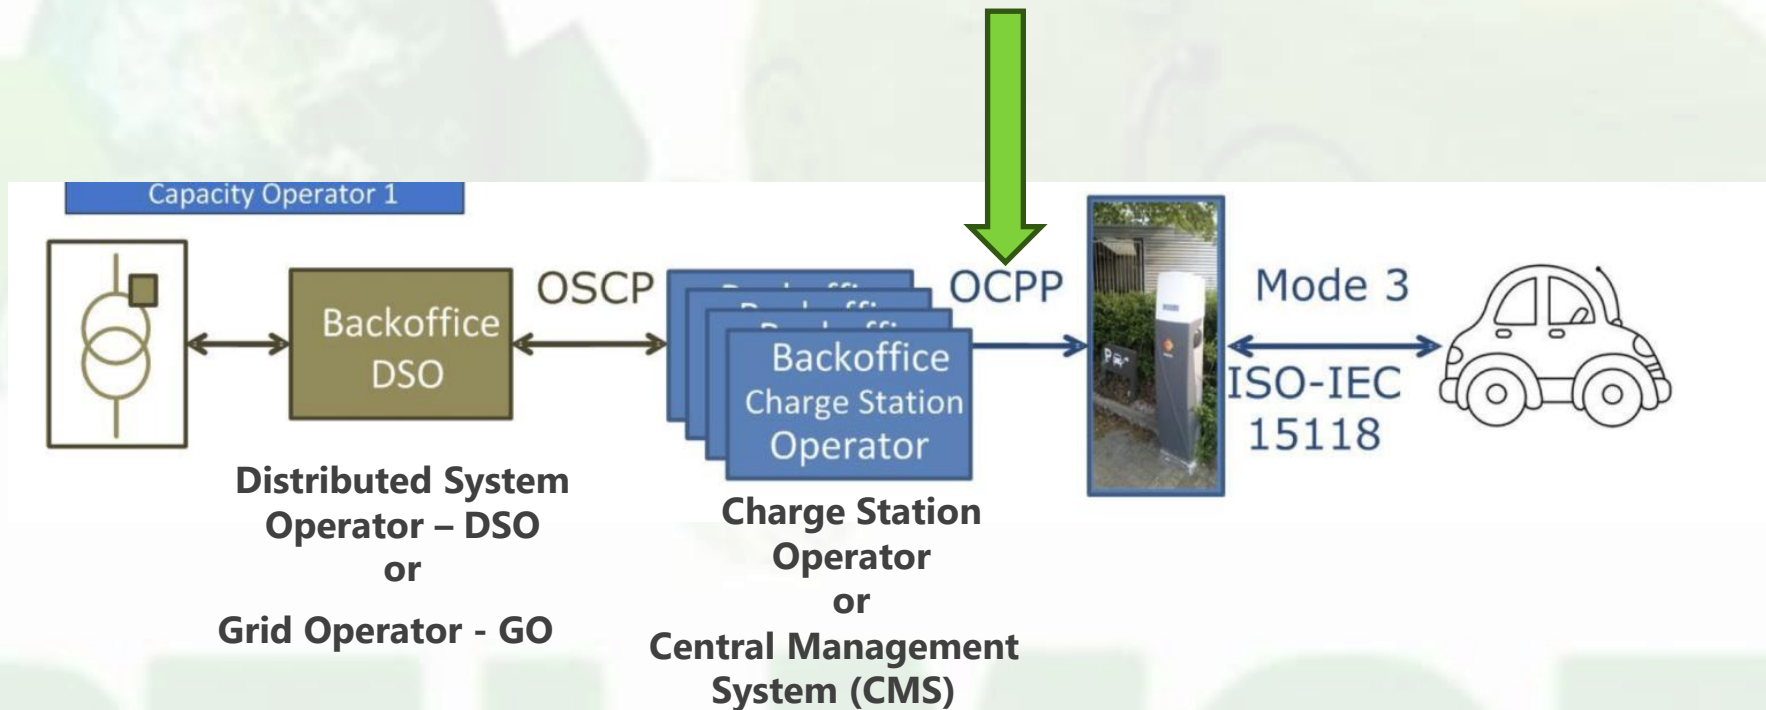 Capacity Operator 1
OSCP
OCPP
Mode 3
ISO-IEC
15118
Backoffice
DSO
Backoffice
Charge Station
Operator
Distributed System
Operator – DSO
or
Grid Operator - GO
Charge Station
Operator
or
Central Management
System (CMS)